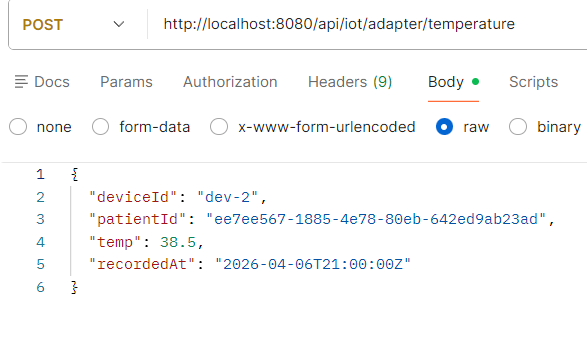 POST http://localhost:8080/api/iot/adapter/temperature
Docs Params Authorization Headers (9) Body Scripts
none form-data x-www-form-urlencoded raw binary
1 {
2 "deviceId": "dev-2",
3 "patientId": "ee7ee567-1885-4e78-80eb-642ed9ab23ad",
4 "temp": 38.5,
5 "recordedAt": "2026-04-06T21:00:00Z"
6 }